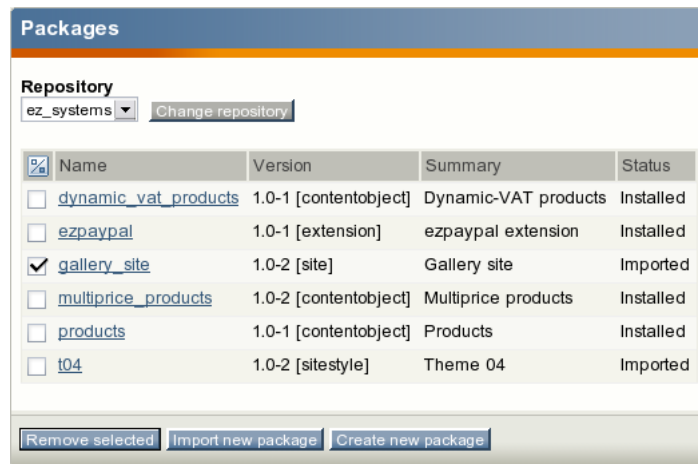 Packages
Repository
ez_systems Change repository
Name Version Summary Status
dynamic_vat_products 1.0-1 [contentobject] Dynamic-VAT products Installed
ezpaypal 1.0-1 [extension] ezpaypal extension Installed
gallery_site 1.0-2 [site] Gallery site Imported
multiprice_products 1.0-2 [contentobject] Multiprice products Installed
products 1.0-1 [contentobject] Products Installed
t04 1.0-2 [sitestyle] Theme 04 Imported
Remove selected Import new package Create new package